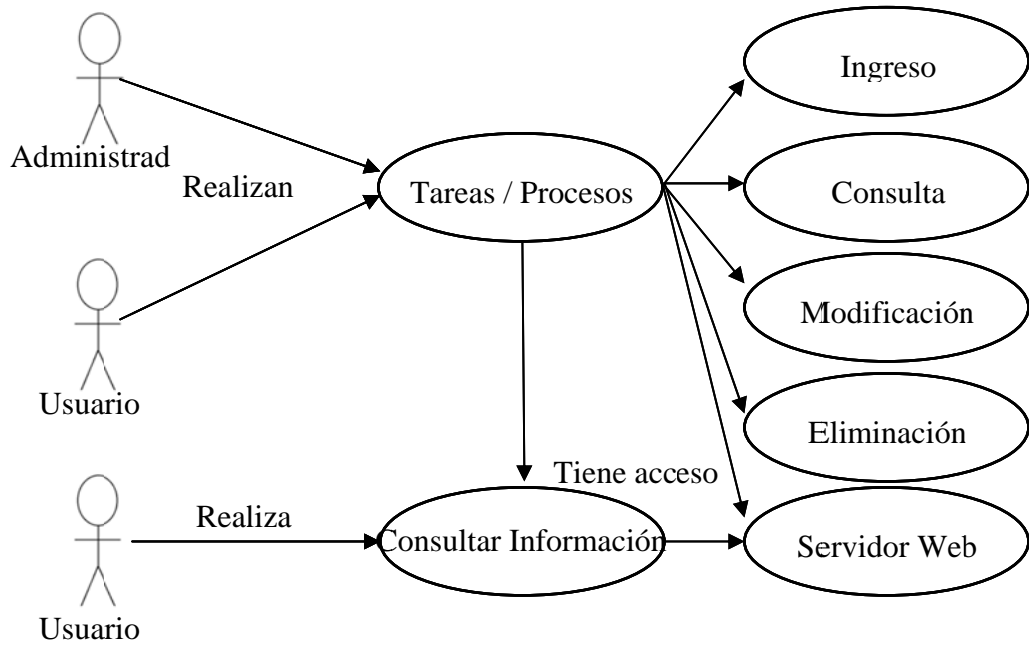 Ingreso
Administrad
Realizan
Tareas / Procesos
Consulta
Modificación
Usuario
Eliminación
Tiene acceso
Realiza
Consultar Información
Servidor Web
Usuario